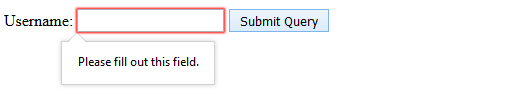 Username: Submit Query
Please fill out this field.